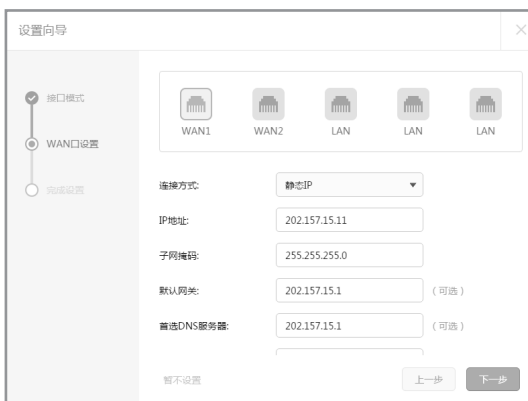 设置向导
接口模式
WAN口设置
完成设置
WAN1 WAN2 LAN LAN LAN
连接方式: 静态IP
IP地址: 202.157.15.11
子网掩码: 255.255.255.0
默认网关: 202.157.15.1 (可选)
首选DNS服务器: 202.157.15.1 (可选)
暂不设置 上一步 下一步